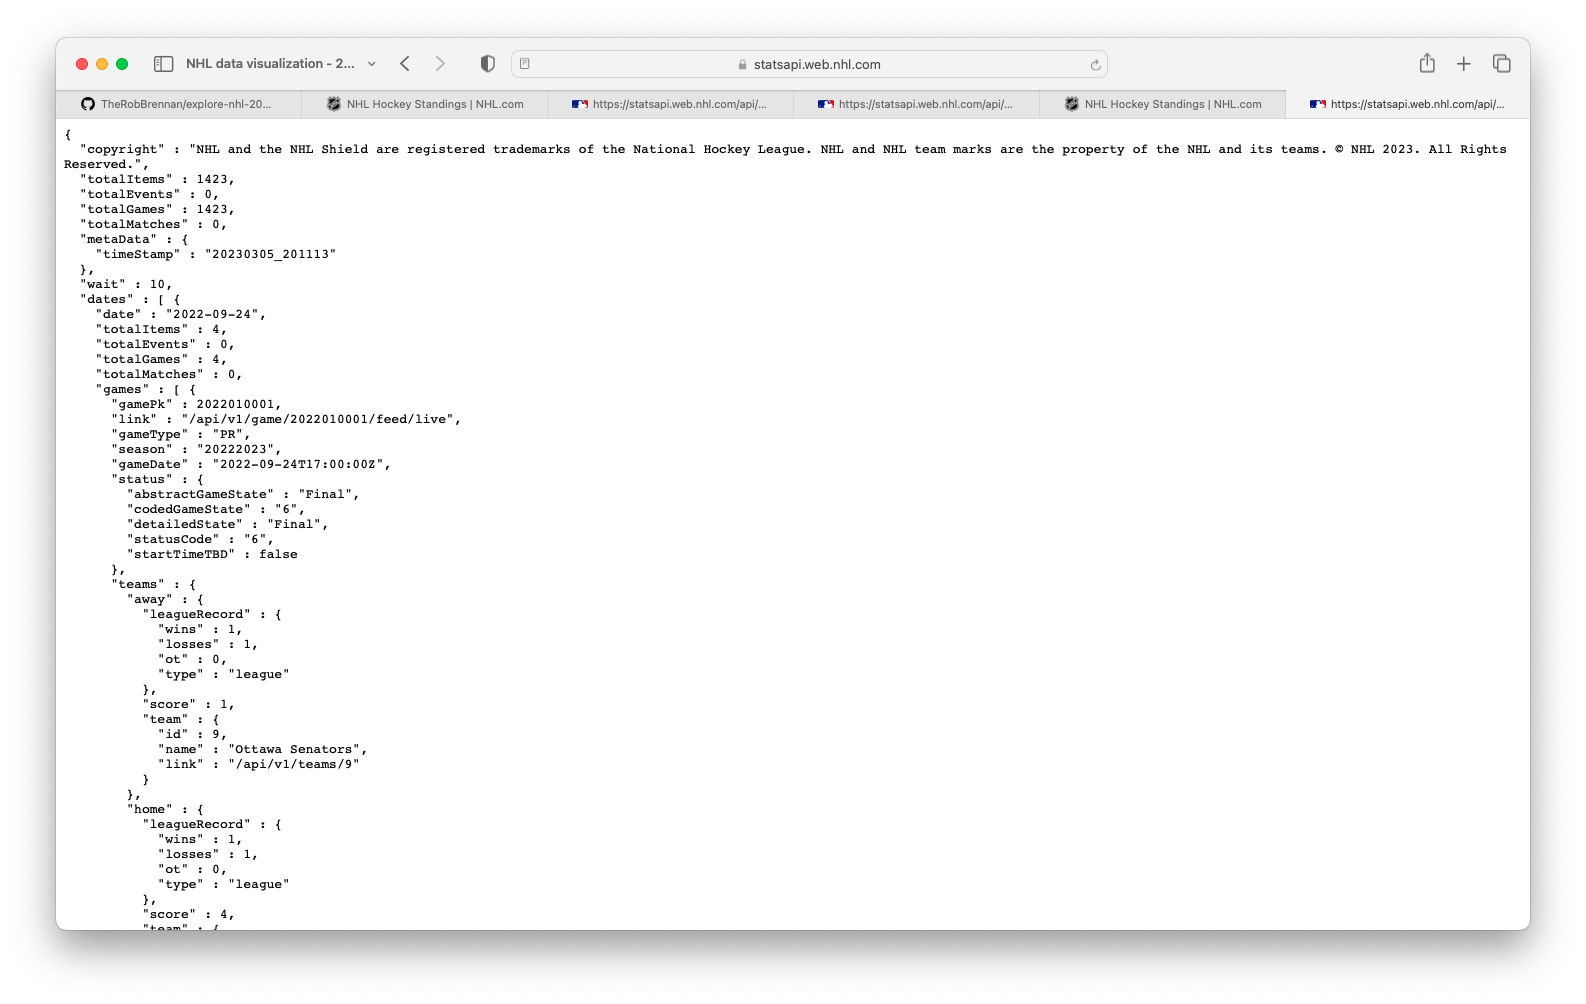 NHL data visualization - 2...
statsapi.web.nhl.com
TheRobBrennan/explore-nhl-20...
NHL Hockey Standings | NHL.com
https://statsapi.web.nhl.com/api/...
https://statsapi.web.nhl.com/api/...
NHL Hockey Standings | NHL.com
https://statsapi.web.nhl.com/api/...
{
  "copyright" : "NHL and the NHL Shield are registered trademarks of the National Hockey League. NHL and NHL team marks are the property of the NHL and its teams. © NHL 2023. All Rights
Reserved.",
  "totalItems" : 1423,
  "totalEvents" : 0,
  "totalGames" : 1423,
  "totalMatches" : 0,
  "metaData" : {
    "timeStamp" : "20230305_201113"
  },
  "wait" : 10,
  "dates" : [ {
    "date" : "2022-09-24",
    "totalItems" : 4,
    "totalEvents" : 0,
    "totalGames" : 4,
    "totalMatches" : 0,
    "games" : [ {
      "gamePk" : 2022010001,
      "link" : "/api/v1/game/2022010001/feed/live",
      "gameType" : "PR",
      "season" : "20222023",
      "gameDate" : "2022-09-24T17:00:00Z",
      "status" : {
        "abstractGameState" : "Final",
        "codedGameState" : "6",
        "detailedState" : "Final",
        "statusCode" : "6",
        "startTimeTBD" : false
      },
      "teams" : {
        "away" : {
          "leagueRecord" : {
            "wins" : 1,
            "losses" : 1,
            "ot" : 0,
            "type" : "league"
          },
          "score" : 1,
          "team" : {
            "id" : 9,
            "name" : "Ottawa Senators",
            "link" : "/api/v1/teams/9"
          }
        },
        "home" : {
          "leagueRecord" : {
            "wins" : 1,
            "losses" : 1,
            "ot" : 0,
            "type" : "league"
          },
          "score" : 4,
          "team" : {